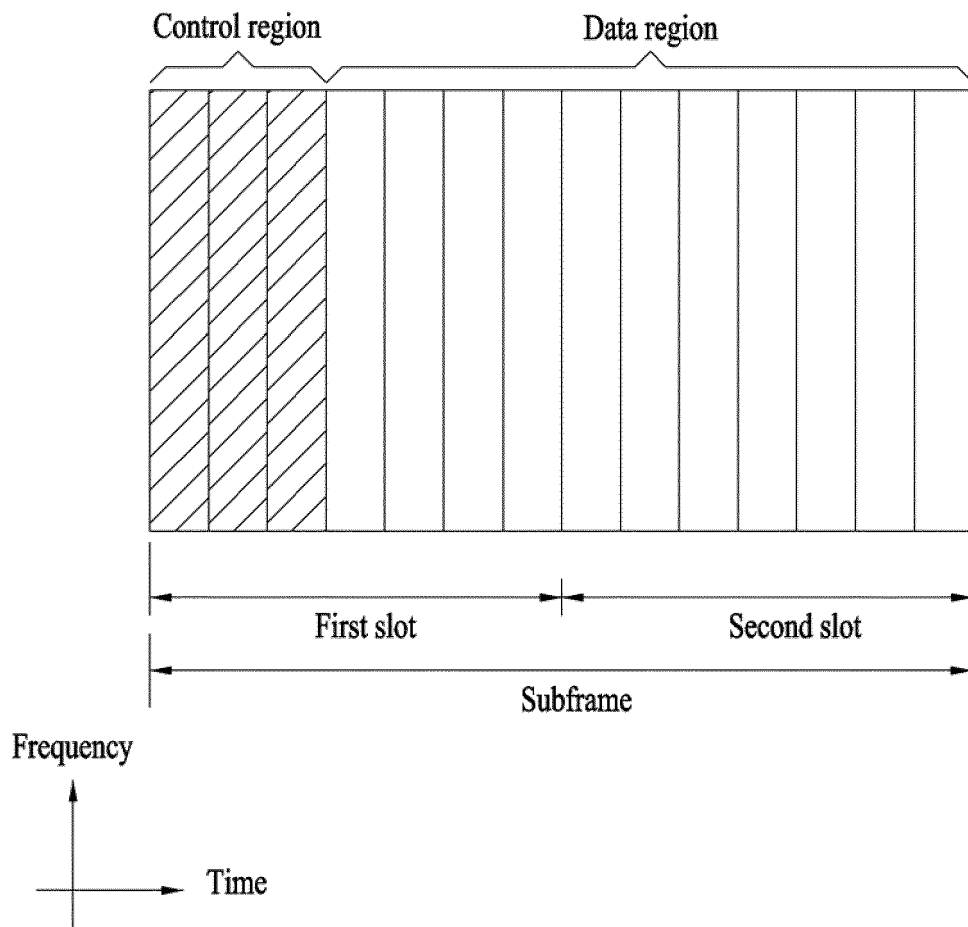 Control region
Data region
First slot
Second slot
Subframe
Frequency
Time